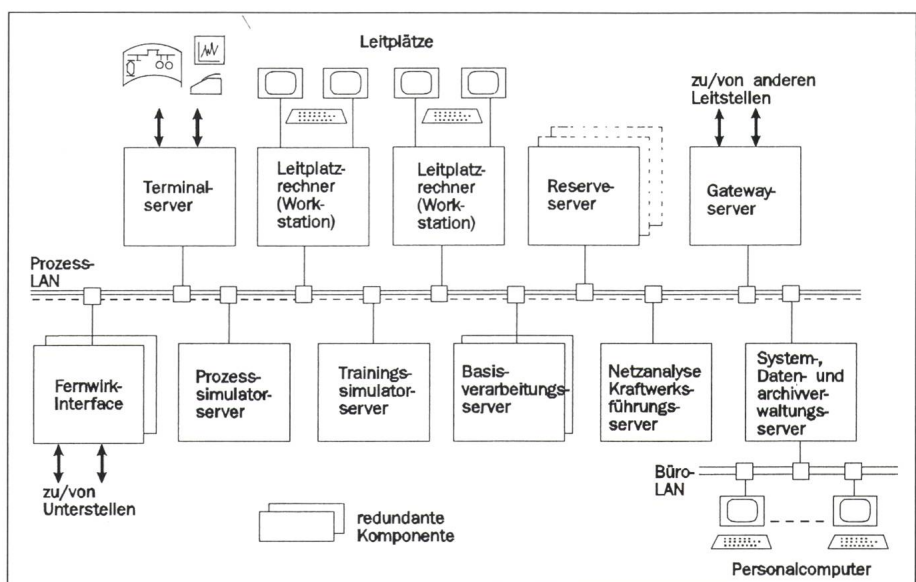 Leitplätze
zu/von anderen
Leitstellen
Terminal-
server
Leitplatz-
rechner
(Work-
station)
Leitplatz-
rechner
(Work-
station)
Reserve-
server
Gateway-
server
Prozess-
LAN
Fernwirk-
Interface
Prozess-
simulator-
server
Trainings-
simulator-
server
Basis-
verarbeitungs-
server
Netzanalyse
Kraftwerks-
führungs-
server
System-,
Daten- und
archivver-
waltungs-
server
zu/von
Unterstellen
Büro-
LAN
redundante
Komponente
Personalcomputer